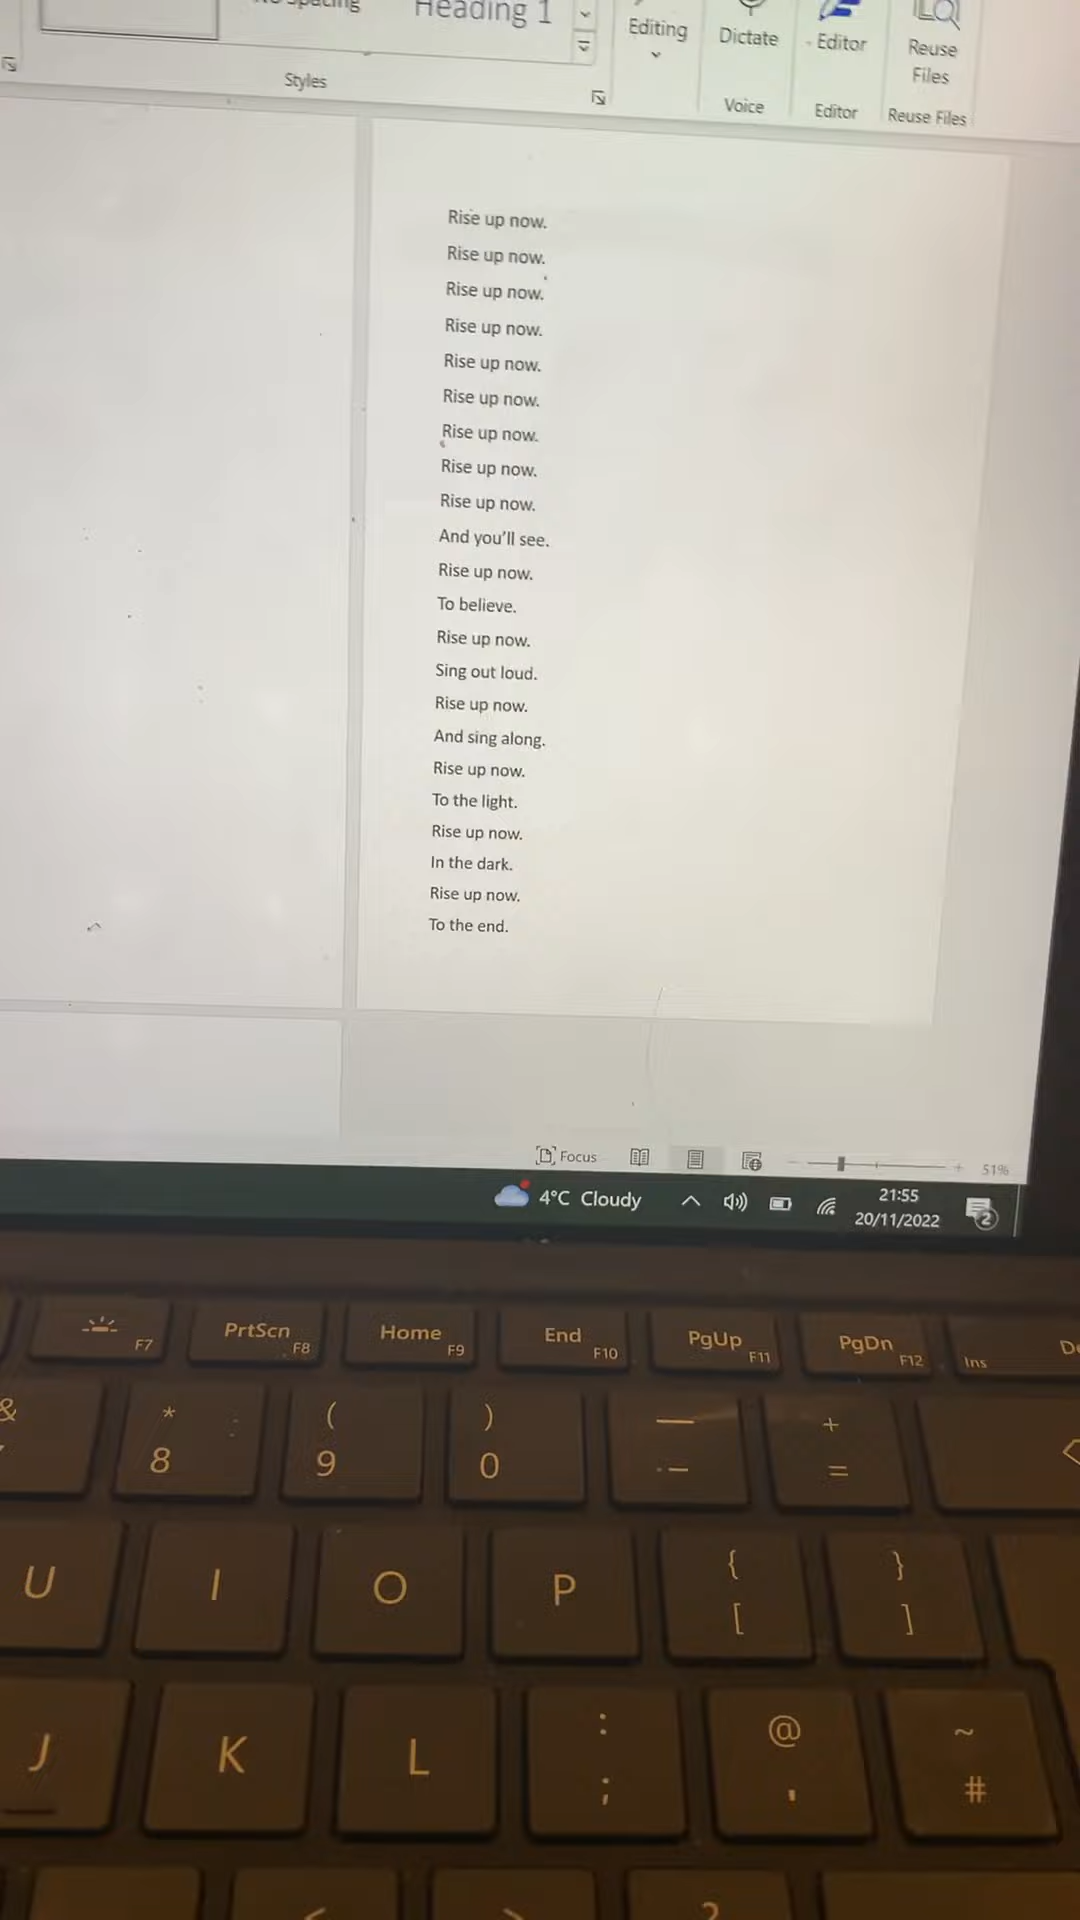 Spacing
Heading 1
Styles
Editing
Dictate
Editor
Reuse
Files
Voice
Editor
Reuse Files
Rise up now.
Rise up now.
Rise up now.
Rise up now.
Rise up now.
Rise up now.
Rise up now.
Rise up now.
Rise up now.
And you'll see.
Rise up now.
To believe.
Rise up now.
Sing out loud.
Rise up now.
And sing along.
Rise up now.
To the light.
Rise up now.
In the dark.
Rise up now.
To the end.
Focus
51%
4°C Cloudy
21:55
20/11/2022
2
F7 PrtScn F8 Home F9 End F10 PgUp F11 PgDn F12 Ins
& * ( ) — +
8 9 0 - =
U I O P { [ } ]
J K L : ; @ ' ~ #
< > ?